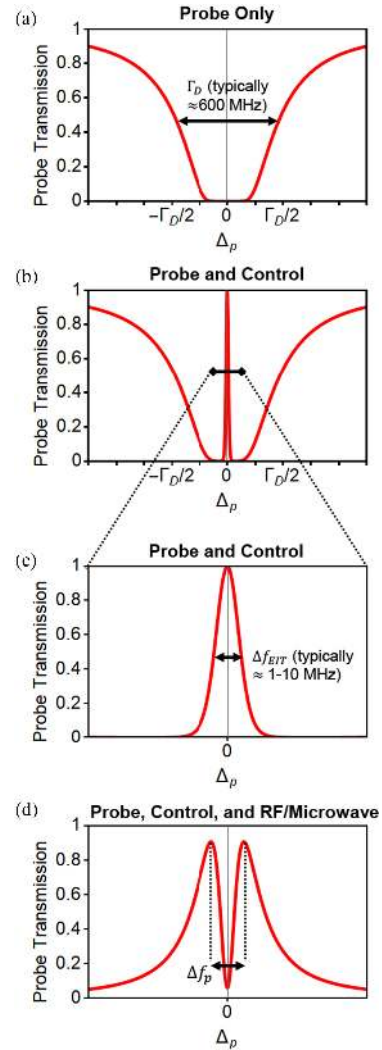 (a)
Probe Only
Probe Transmission
1
0.8
0.6
0.4
0.2
0
Γ_D (typically
≈600 MHz)
−Γ_D/2
0
Γ_D/2
Δ_p
(b)
Probe and Control
Probe Transmission
1
0.8
0.6
0.4
0.2
0
−Γ_D/2
0
Γ_D/2
Δ_p
(c)
Probe and Control
Probe Transmission
1
0.8
0.6
0.4
0.2
0
Δf_EIT (typically
≈ 1-10 MHz)
0
Δ_p
(d)
Probe, Control, and RF/Microwave
Probe Transmission
1
0.8
0.6
0.4
0.2
0
Δf_p
0
Δ_p